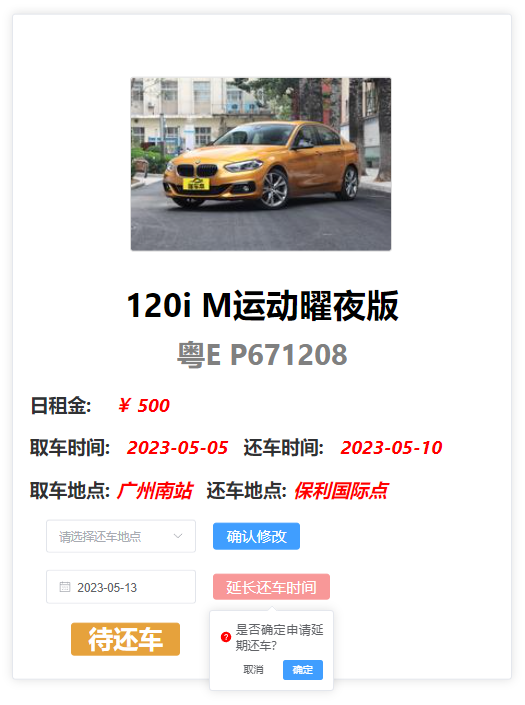 120i M运动曜夜版
粤E P671208
日租金: ￥ 500
取车时间: 2023-05-05 还车时间: 2023-05-10
取车地点: 广州南站 还车地点: 保利国际点
请选择还车地点 确认修改
2023-05-13 延长还车时间
待还车
是否确定申请延
期还车?
取消 确定